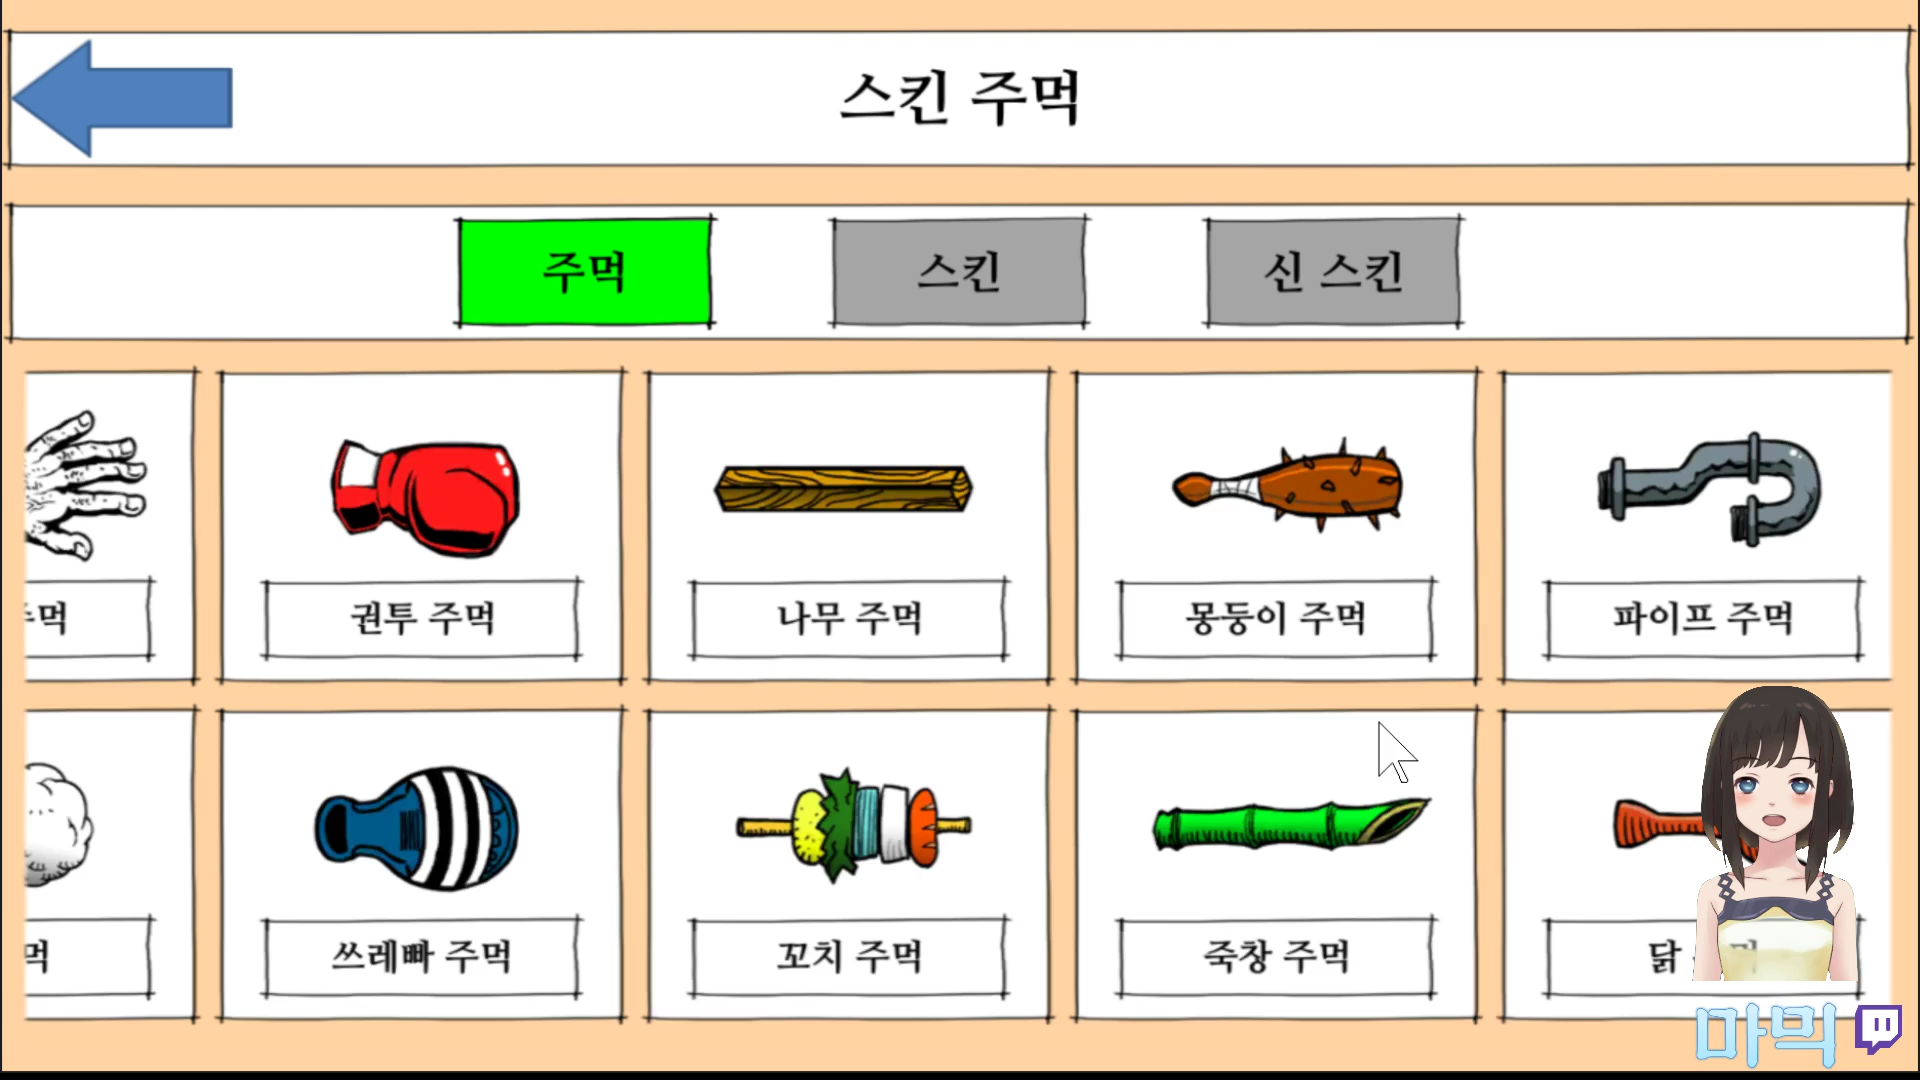 스킨 주먹
주먹
스킨
신 스킨
권투 주먹
나무 주먹
몽둥이 주먹
파이프 주먹
쓰레빠 주먹
꼬치 주먹
죽창 주먹
닭
마믜